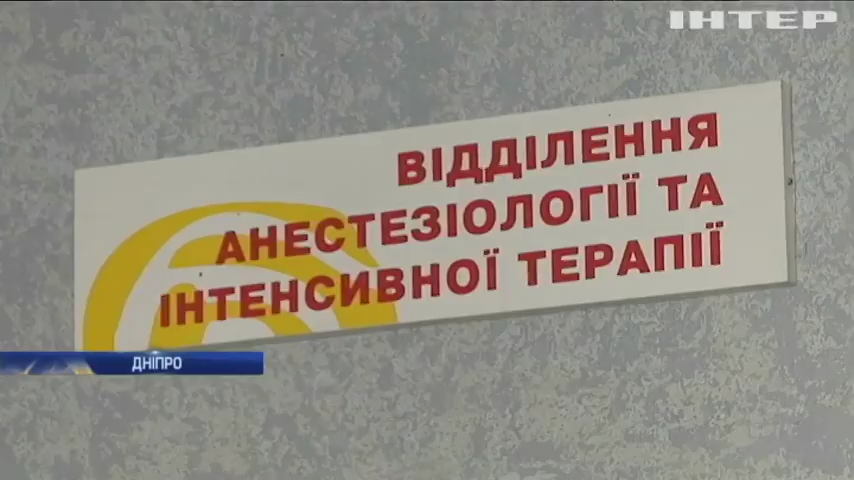 ІНТЕР
ВІДДІЛЕННЯ
АНЕСТЕЗІОЛОГІЇ ТА
ІНТЕНСИВНОЇ ТЕРАПІЇ
ДНІПРО